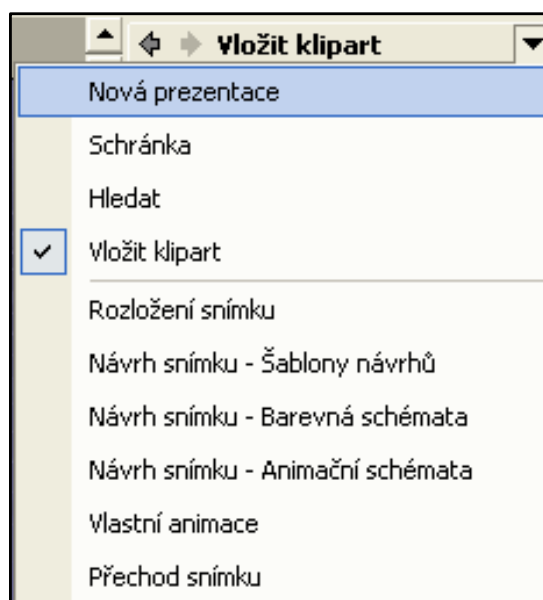 Vložit klipart
Nová prezentace
Schránka
Hledat
Vložit klipart
Rozložení snímku
Návrh snímku - Šablony návrhů
Návrh snímku - Barevná schémata
Návrh snímku - Animační schémata
Vlastní animace
Přechod snímku